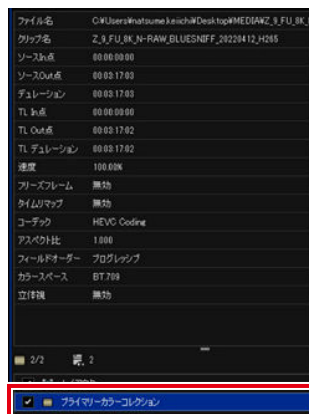 ファイル名 C:¥Users¥natsume.keiichi¥Desktop¥MEDIA¥Z_9_FU_8K_
クリップ名 Z_9_FU_8K_N-RAW_BLUESNIFF_20220412_H265
ソースIn点 00:00:00:00
ソースOut点 00:03:17:03
デュレーション 00:03:17:03
TL In点 00:00:00:00
TL Out点 00:03:17:02
TL デュレーション 00:03:17:02
速度 100.00%
フリーズフレーム 無効
タイムリマップ 無効
コーデック HEVC Coding
アスペクト比 1.000
フィールドオーダー プログレッシブ
カラースペース BT.709
立体視 無効
2/2 2
プライマリーカラーコレクション